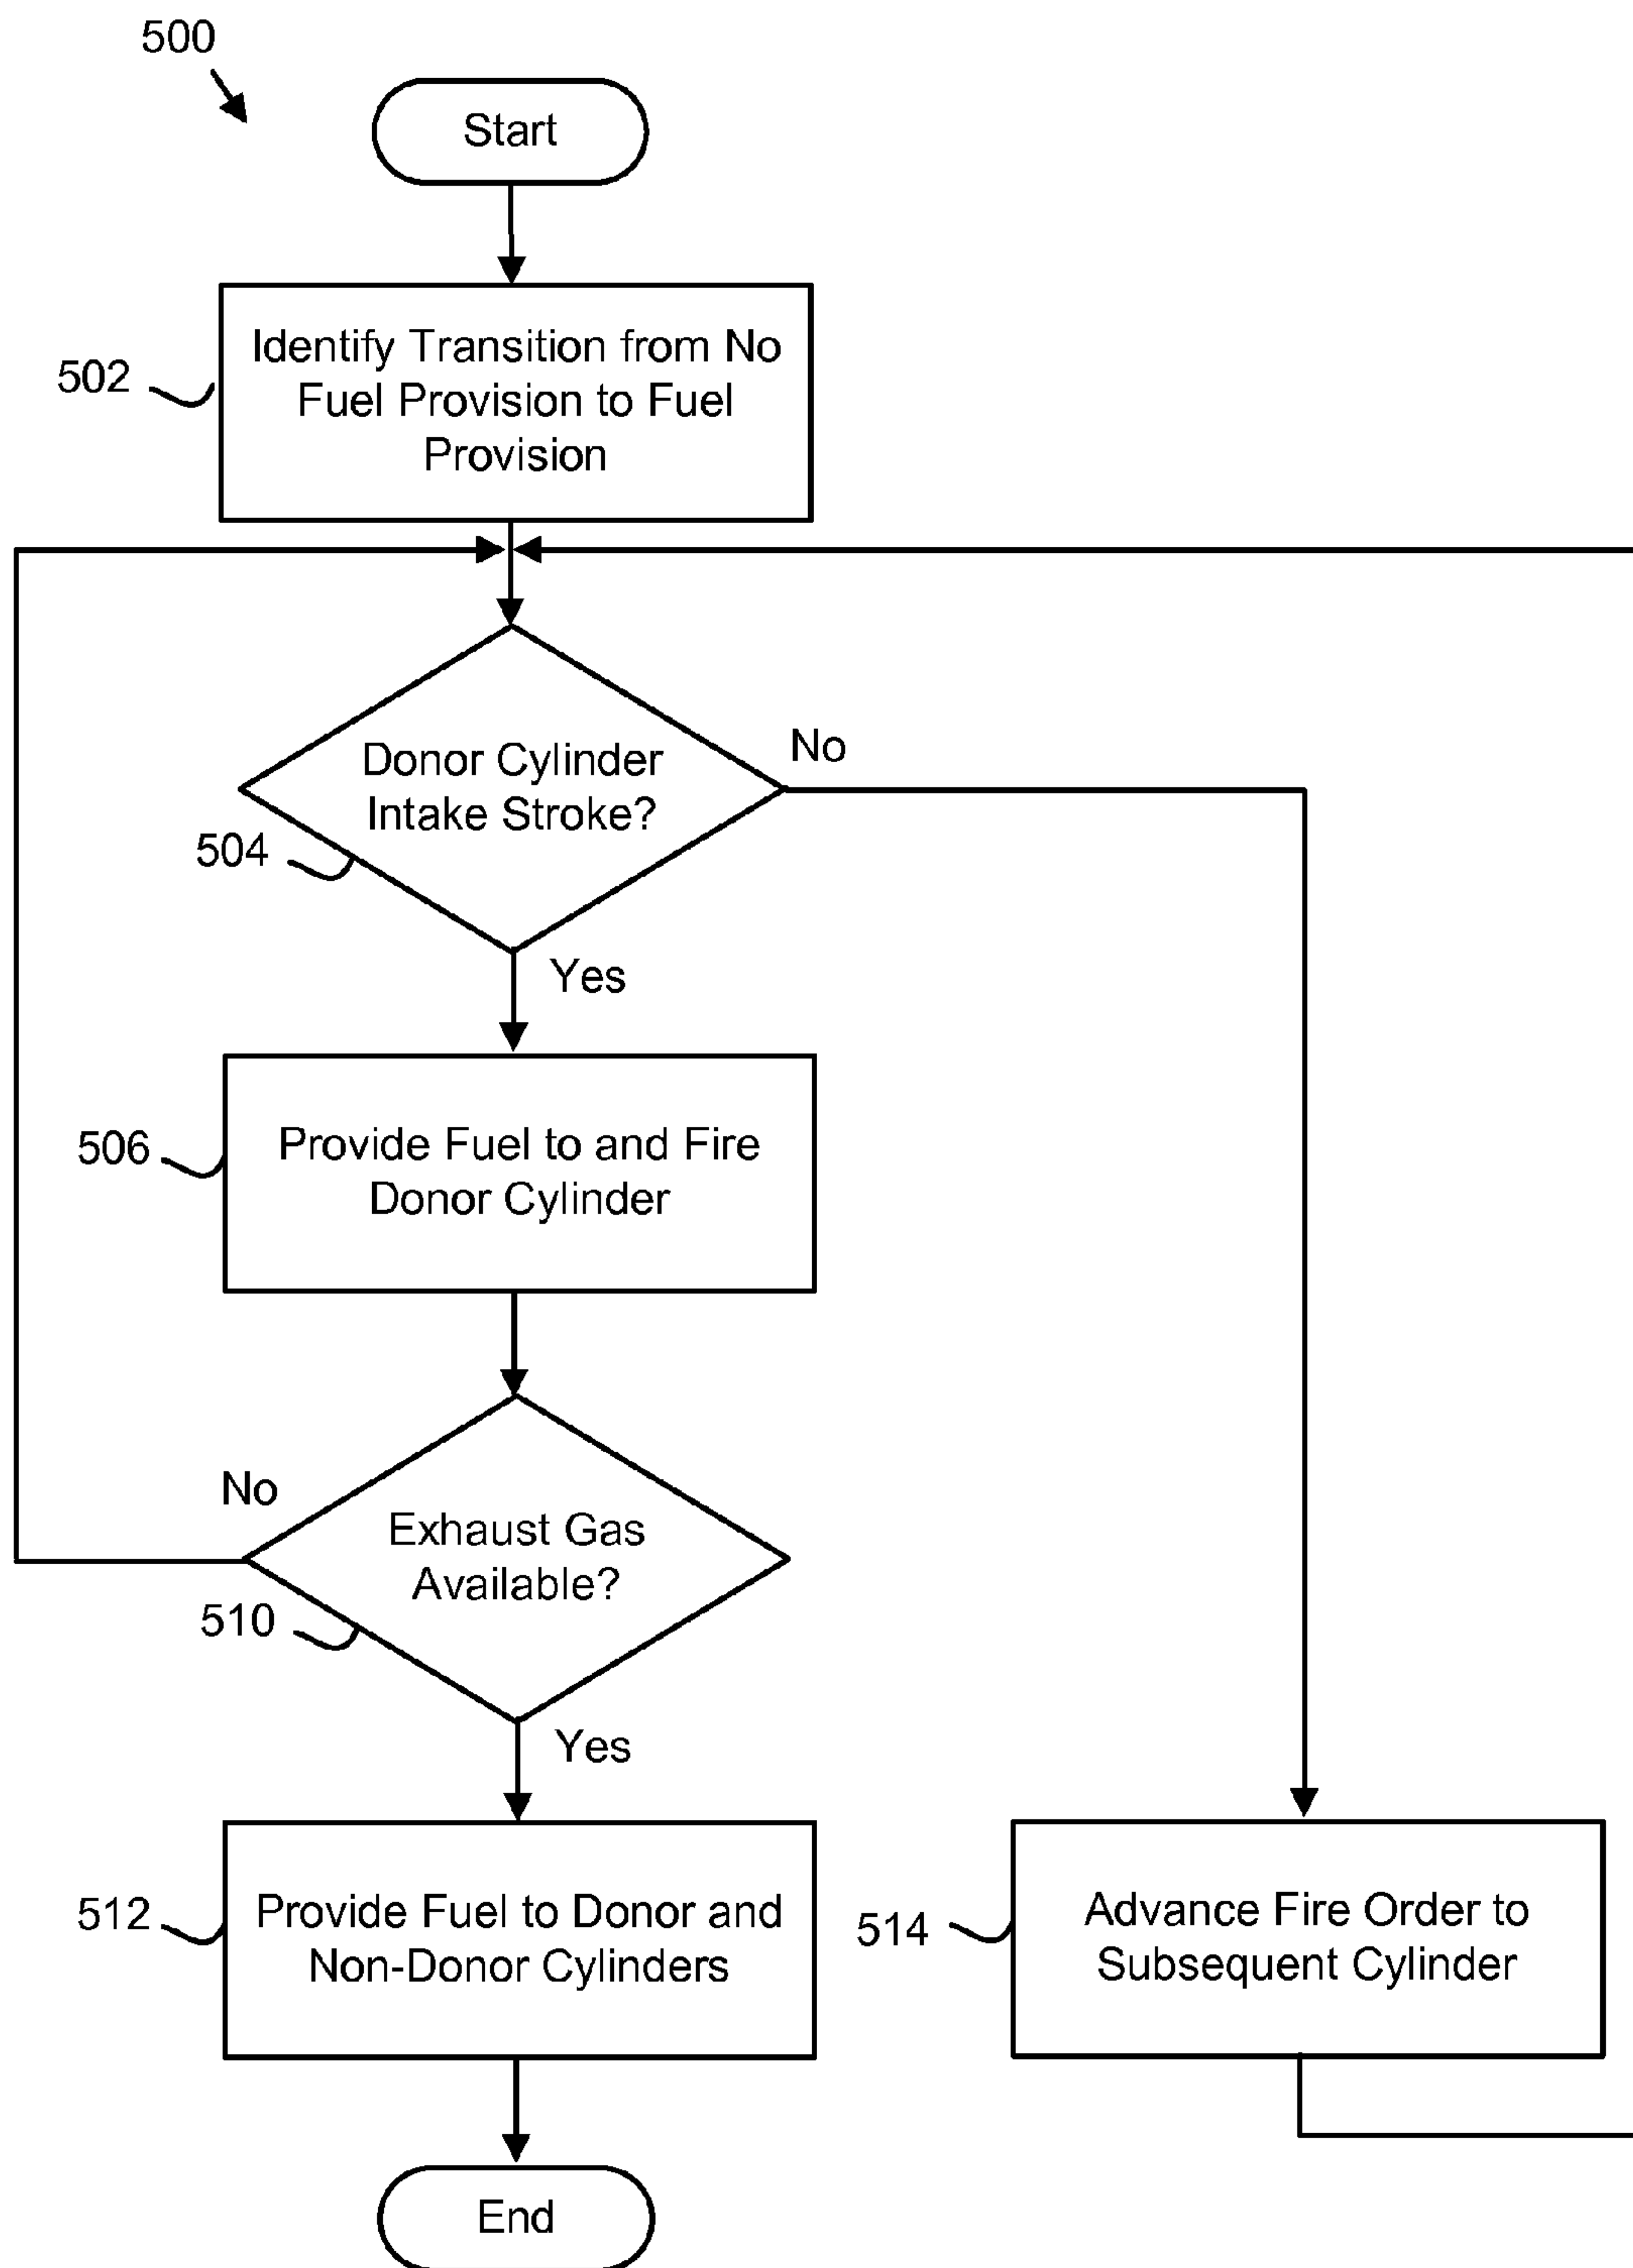 500
Start
502
Identify Transition from No
Fuel Provision to Fuel
Provision
Donor Cylinder
Intake Stroke?
No
504
Yes
506
Provide Fuel to and Fire
Donor Cylinder
No
Exhaust Gas
Available?
510
Yes
512
Provide Fuel to Donor and
Non-Donor Cylinders
514
Advance Fire Order to
Subsequent Cylinder
End